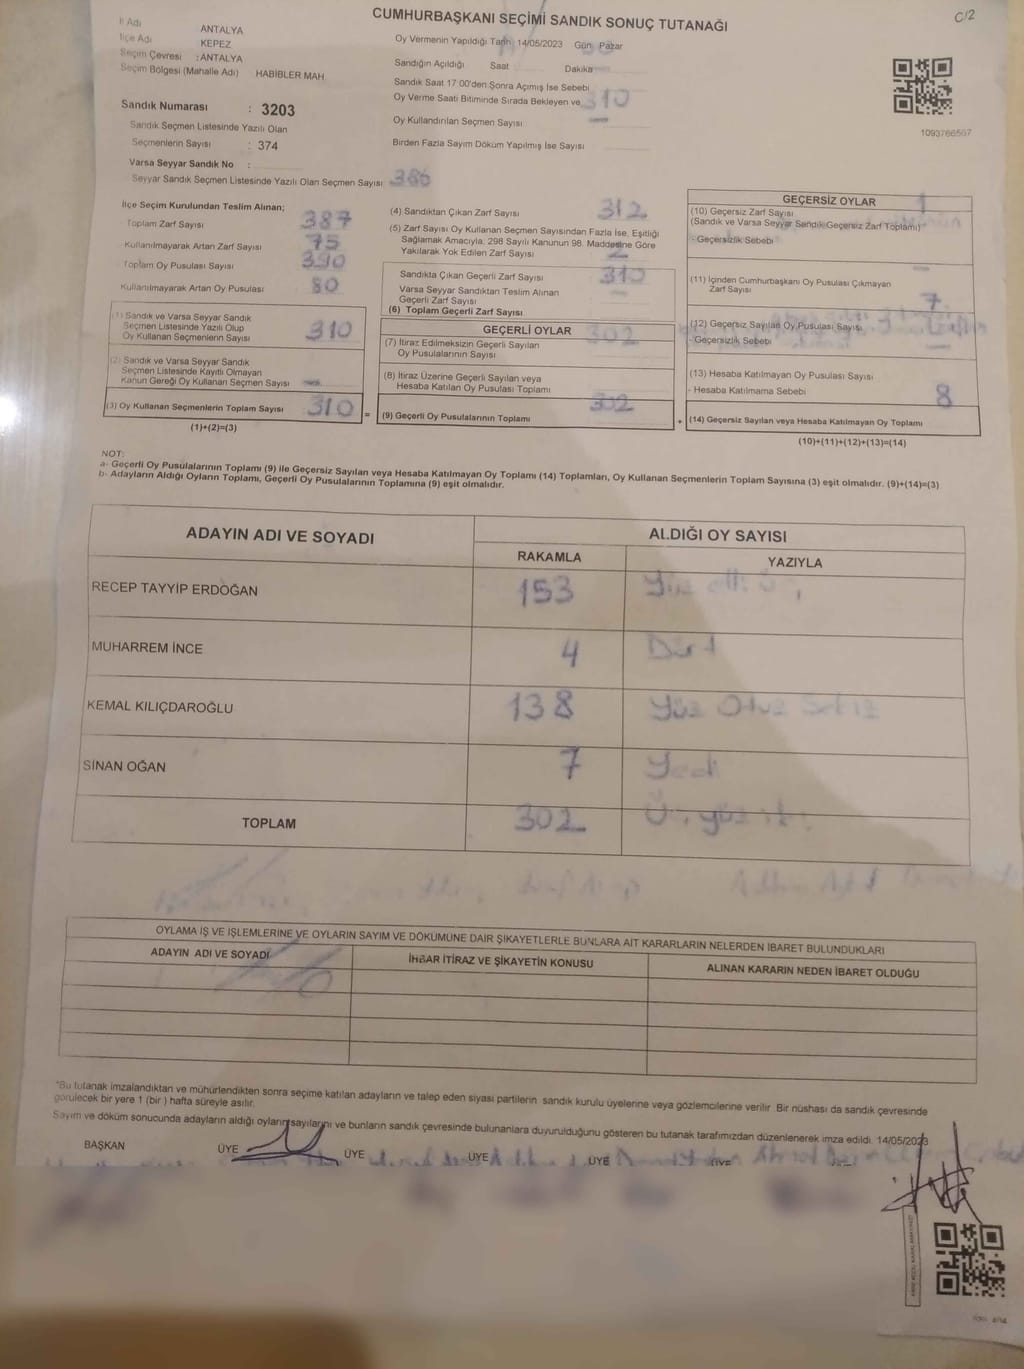 C/2
CUMHURBAŞKANI SEÇİMİ SANDIK SONUÇ TUTANAĞI
İl Adı ANTALYA
İlçe Adı KEPEZ
Seçim Çevresi : ANTALYA
Seçim Bölgesi (Mahalle Adı) HABİBLER MAH
Sandık Numarası : 3203
Sandık Seçmen Listesinde Yazılı Olan
Seçmenlerin Sayısı : 374
Varsa Seyyar Sandık No :
Seyyar Sandık Seçmen Listesinde Yazılı Olan Seçmen Sayısı
Oy Vermenin Yapıldığı Tarih 14/05/2023 Gün Pazar
Sandığın Açıldığı Saat Dakika
Sandık Saat 17:00'den Sonra Açımış İse Sebebi
Oy Verme Saati Bitiminde Sırada Bekleyen ve 310
Oy Kullandırılan Seçmen Sayısı
Birden Fazla Sayım Döküm Yapılmış İse Sayısı
1093766507
İlçe Seçim Kurulundan Teslim Alınan;
Toplam Zarf Sayısı 387
Kullanılmayarak Artan Zarf Sayısı 75
Toplam Oy Pusulası Sayısı 390
Kullanılmayarak Artan Oy Pusulası 80
(1) Sandık ve Varsa Seyyar Sandık
Seçmen Listesinde Yazılı Olup
Oy Kullanan Seçmenlerin Sayısı 310
(2) Sandık ve Varsa Seyyar Sandık
Seçmen Listesinde Kayıtlı Olmayan
Kanun Gereği Oy Kullanan Seçmen Sayısı
(3) Oy Kullanan Seçmenlerin Toplam Sayısı 310 =
(1)+(2)=(3)
(4) Sandıktan Çıkan Zarf Sayısı 312
(5) Zarf Sayısı Oy Kullanan Seçmen Sayısından Fazla İse, Eşitliği
Sağlamak Amacıyla, 298 Sayılı Kanunun 98. Maddesine Göre
Yakılarak Yok Edilen Zarf Sayısı 2
Sandıkta Çıkan Geçerli Zarf Sayısı 310
Varsa Seyyar Sandıktan Teslim Alınan
Geçerli Zarf Sayısı
(6) Toplam Geçerli Zarf Sayısı
GEÇERLİ OYLAR
(7) İtiraz Edilmeksizin Geçerli Sayılan 302
Oy Pusulalarının Sayısı
(8) İtiraz Üzerine Geçerli Sayılan veya
Hesaba Katılan Oy Pusulası Toplamı
(9) Geçerli Oy Pusulalarının Toplamı 302 +
GEÇERSİZ OYLAR
(10) Geçersiz Zarf Sayısı 1
(Sandık ve Varsa Seyyar Sandık Geçersiz Zarf Toplamı)
- Geçersizlik Sebebi
(11) İçinden Cumhurbaşkanı Oy Pusulası Çıkmayan
Zarf Sayısı
(12) Geçersiz Sayılan Oy Pusulası Sayısı 7
- Geçersizlik Sebebi
(13) Hesaba Katılmayan Oy Pusulası Sayısı
- Hesaba Katılmama Sebebi
(14) Geçersiz Sayılan veya Hesaba Katılmayan Oy Toplamı 8
(10)+(11)+(12)+(13)=(14)
NOT:
a- Geçerli Oy Pusulalarının Toplamı (9) ile Geçersiz Sayılan veya Hesaba Katılmayan Oy Toplamı (14) Toplamları, Oy Kullanan Seçmenlerin Toplam Sayısına (3) eşit olmalıdır. (9)+(14)=(3)
b- Adayların Aldığı Oyların Toplamı, Geçerli Oy Pusulalarının Toplamına (9) eşit olmalıdır.
ADAYIN ADI VE SOYADI ALDIĞI OY SAYISI
RAKAMLA YAZIYLA
RECEP TAYYİP ERDOĞAN 153 Yüz elli Üç
MUHARREM İNCE 4 Dört
KEMAL KILIÇDAROĞLU 138 Yüz Otuz Sekiz
SİNAN OĞAN 7 Yedi
TOPLAM 302 Üç yüz iki
OYLAMA İŞ VE İŞLEMLERİNE VE OYLARIN SAYIM VE DÖKÜMÜNE DAİR ŞİKAYETLERLE BUNLARA AİT KARARLARIN NELERDEN İBARET BULUNDUKLARI
ADAYIN ADI VE SOYADI İHBAR İTİRAZ VE ŞİKAYETİN KONUSU ALINAN KARARIN NEDEN İBARET OLDUĞU
*Bu tutanak imzalandıktan ve mühürlendikten sonra seçime katılan adayların ve talep eden siyasi partilerin sandık kurulu üyelerine veya gözlemcilerine verilir. Bir nüshası da sandık çevresinde
görülecek bir yere 1 (bir ) hafta süreyle asılır.
Sayım ve döküm sonucunda adayların aldığı oyların sayılarını ve bunların sandık çevresinde bulunanlara duyurulduğunu gösteren bu tutanak tarafımızdan düzenlenerek imza edildi. 14/05/2023
BAŞKAN ÜYE ÜYE ÜYE ÜYE ÜYE